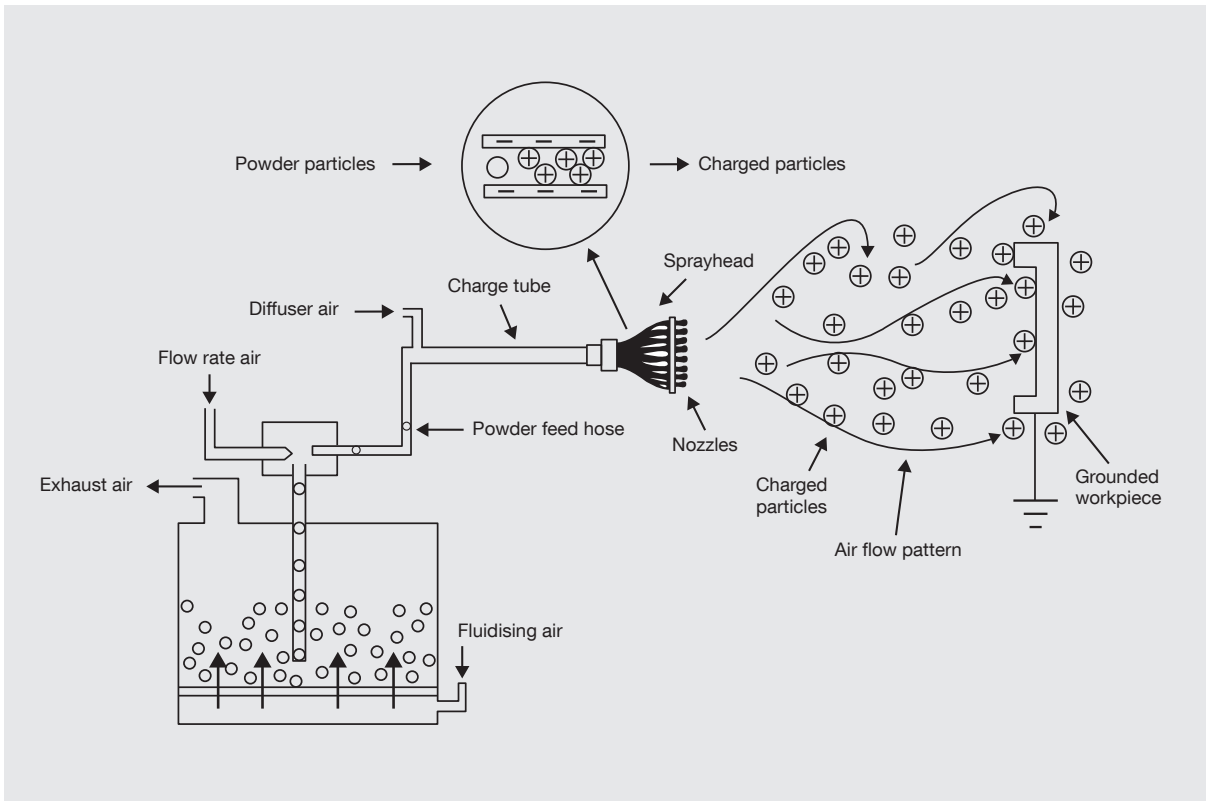 Powder particles
Charged particles
Sprayhead
Charge tube
Diffuser air
Flow rate air
Powder feed hose
Nozzles
Exhaust air
Charged
particles
Grounded
workpiece
Air flow pattern
Fluidising air